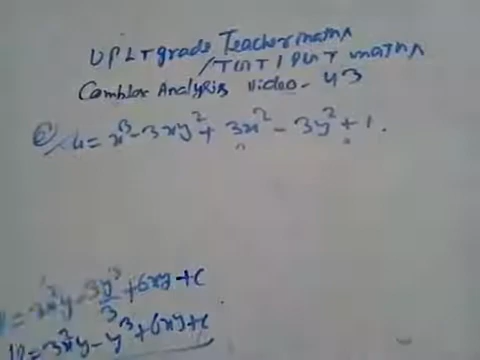 UP LT grade Teacher maths
/TGT/PGT maths
Complex Analysis video-43
u = x³ - 3xy² + 3x² - 3y² + 1.
= 3x²y - 3y³/3 + 6xy + c
v = 3x²y - y³ + 6xy + c